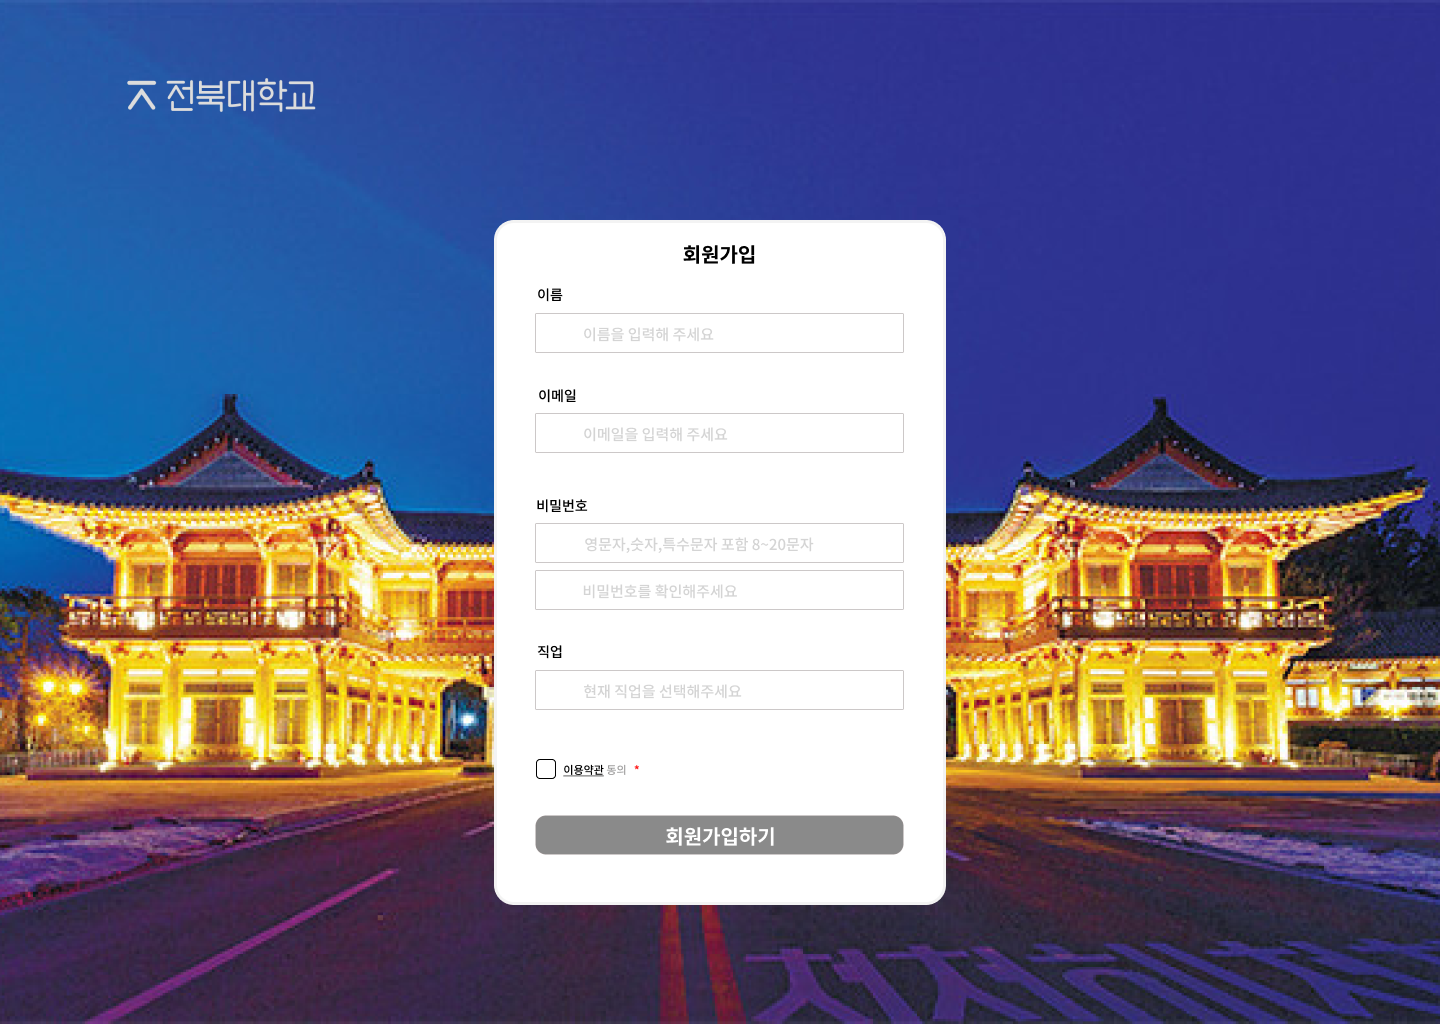 전북대학교
회원가입
이름
이름을 입력해 주세요
이메일
이메일을 입력해 주세요
비밀번호
영문자,숫자,특수문자 포함 8~20문자
비밀번호를 확인해주세요
직업
현재 직업을 선택해주세요
이용약관 동의 *
회원가입하기